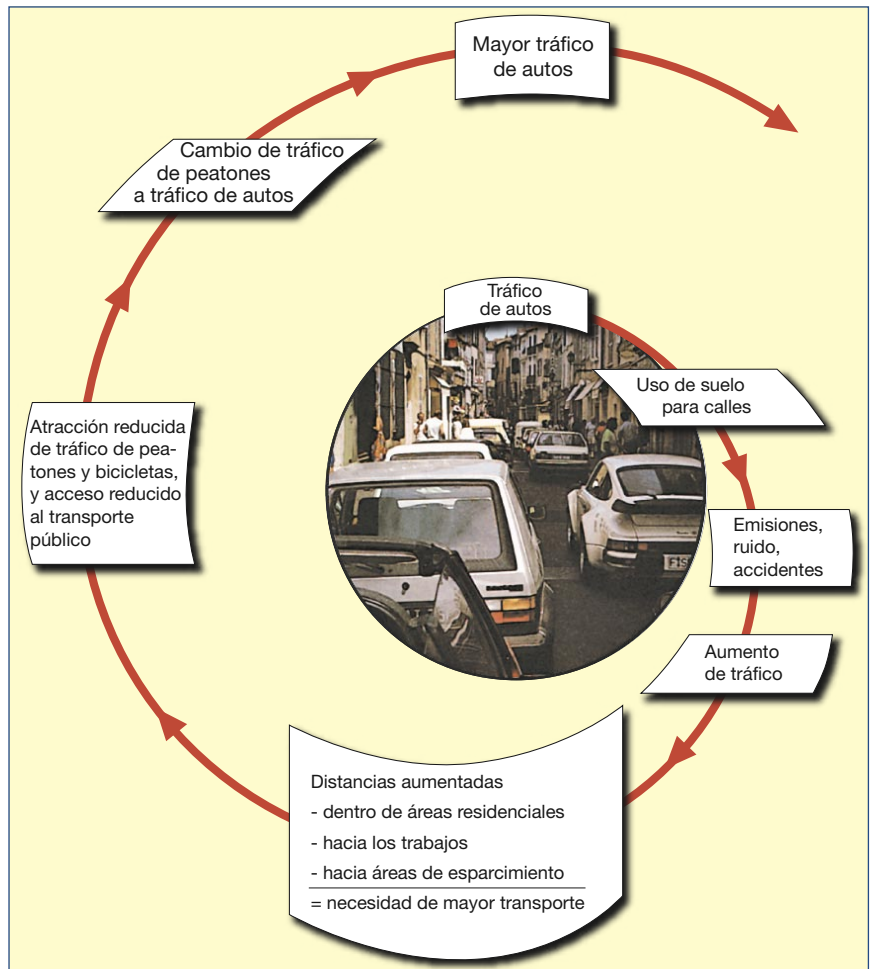 Mayor tráfico
de autos
Cambio de tráfico
de peatones
a tráfico de autos
Tráfico
de autos
Uso de suelo
para calles
Atracción reducida
de tráfico de pea-
tones y bicicletas,
y acceso reducido
al transporte
público
Emisiones,
ruido,
accidentes
Aumento
de tráfico
Distancias aumentadas
- dentro de áreas residenciales
- hacia los trabajos
- hacia áreas de esparcimiento
= necesidad de mayor transporte